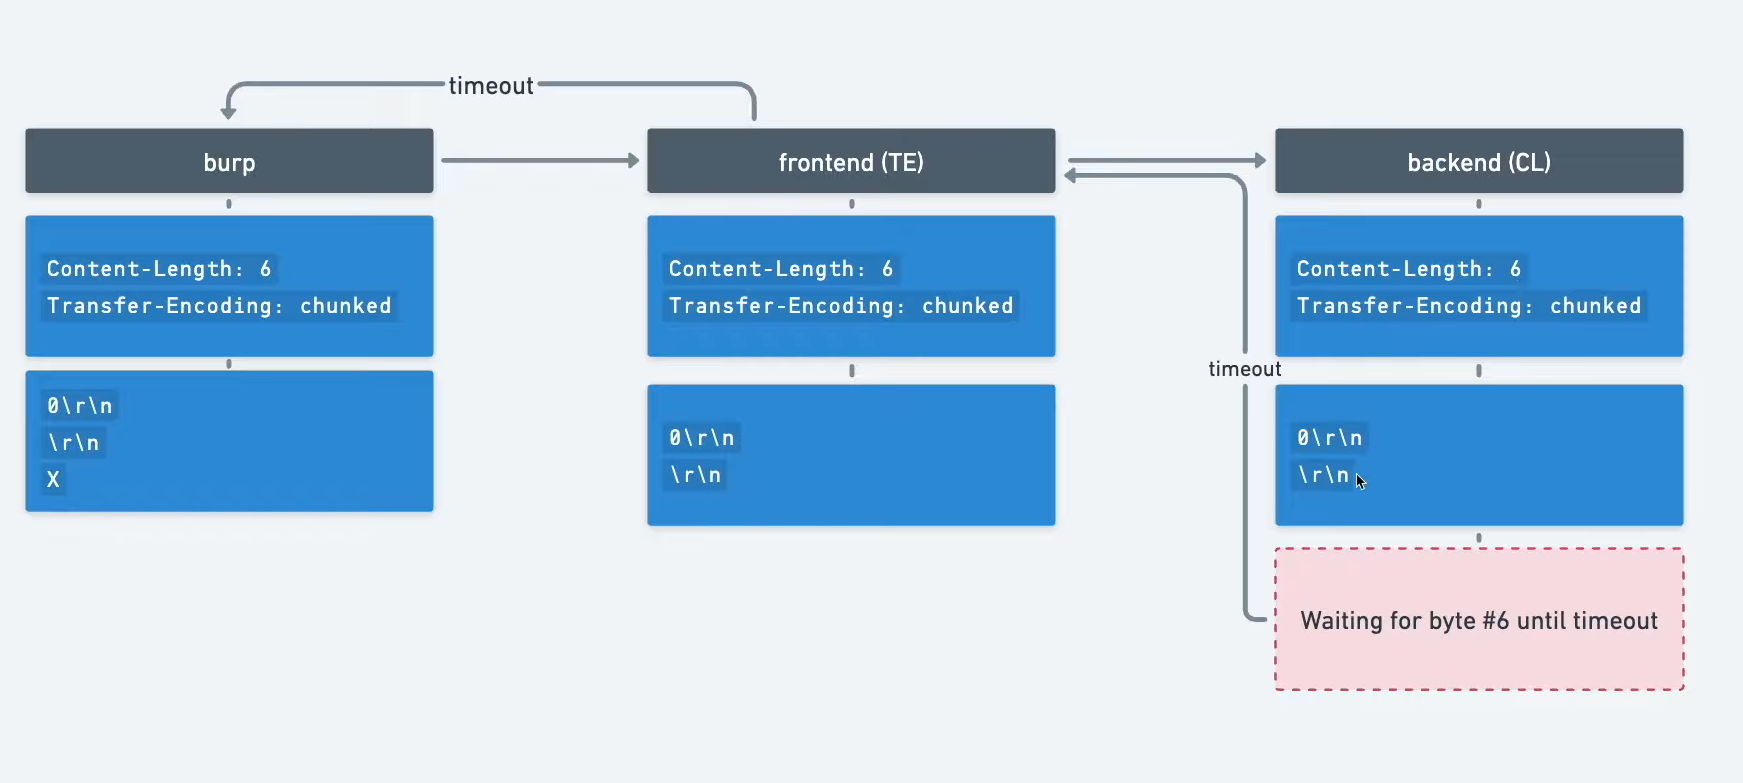 timeout
burp
frontend (TE)
backend (CL)
Content-Length: 6
Transfer-Encoding: chunked
Content-Length: 6
Transfer-Encoding: chunked
Content-Length: 6
Transfer-Encoding: chunked
timeout
0\r\n
\r\n
X
0\r\n
\r\n
0\r\n
\r\n
Waiting for byte #6 until timeout